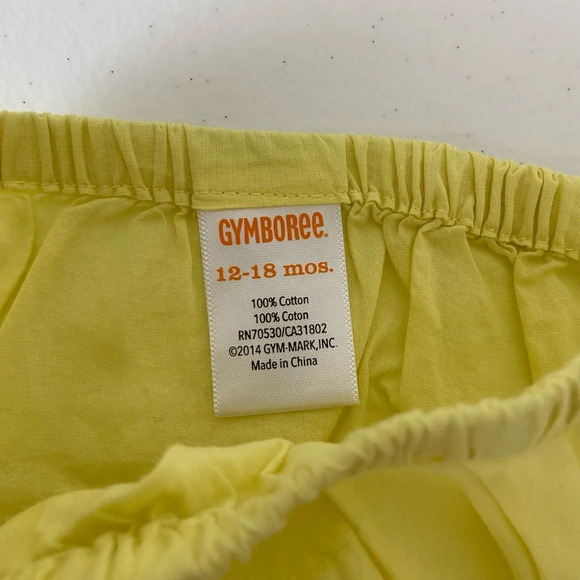 GYMBOREE
12-18 mos.
100% Cotton
100% Coton
RN70530/CA31802
©2014 GYM-MARK,INC.
Made in China